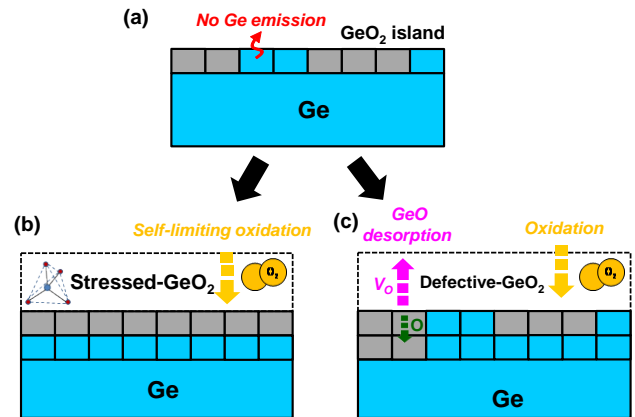 (a)
No Ge emission
GeO₂ island
Ge
(b)
Self-limiting oxidation
Stressed-GeO₂
O₂
Ge
(c)
GeO
desorption
Oxidation
V_O
Defective-GeO₂
O₂
O
Ge